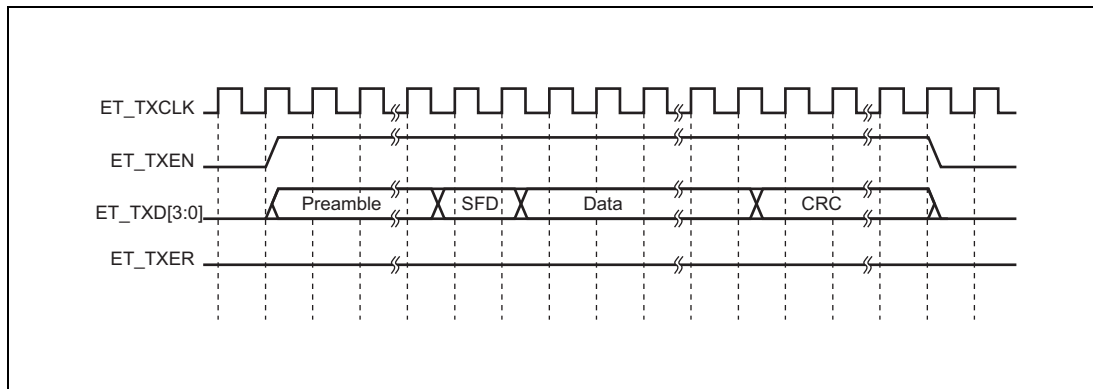 ET_TXCLK
ET_TXEN
ET_TXD[3:0] Preamble SFD Data CRC
ET_TXER